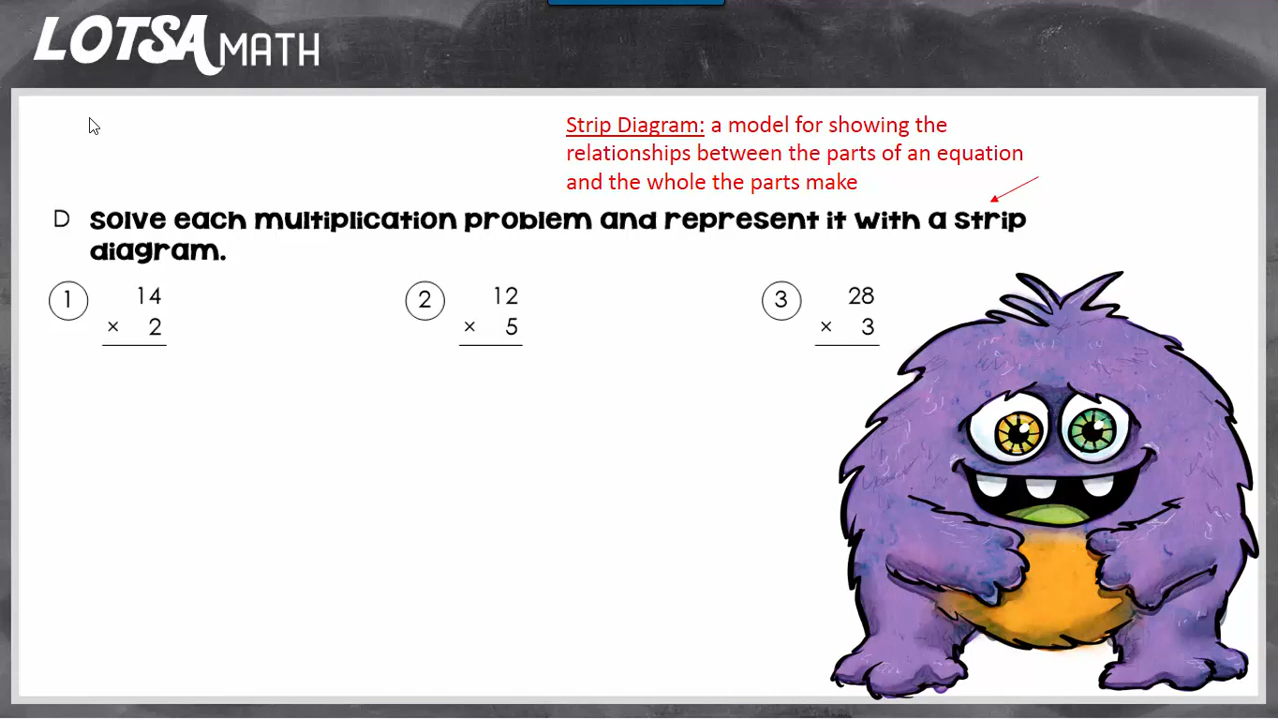 LOTSA MATH
Strip Diagram: a model for showing the
relationships between the parts of an equation
and the whole the parts make
D Solve each multiplication problem and represent it with a strip
diagram.
1 14 2 12 3 28
× 2 × 5 × 3